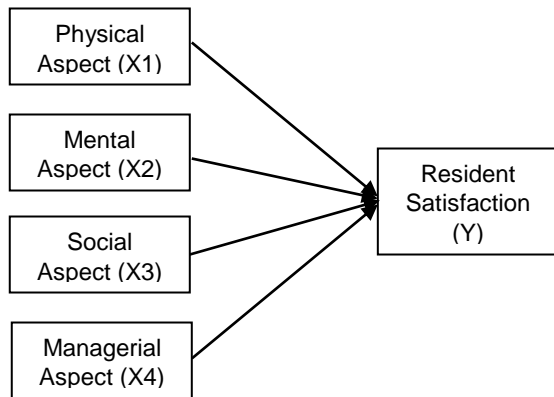 Physical
Aspect (X1)
Mental
Aspect (X2)
Social
Aspect (X3)
Managerial
Aspect (X4)
Resident
Satisfaction
(Y)